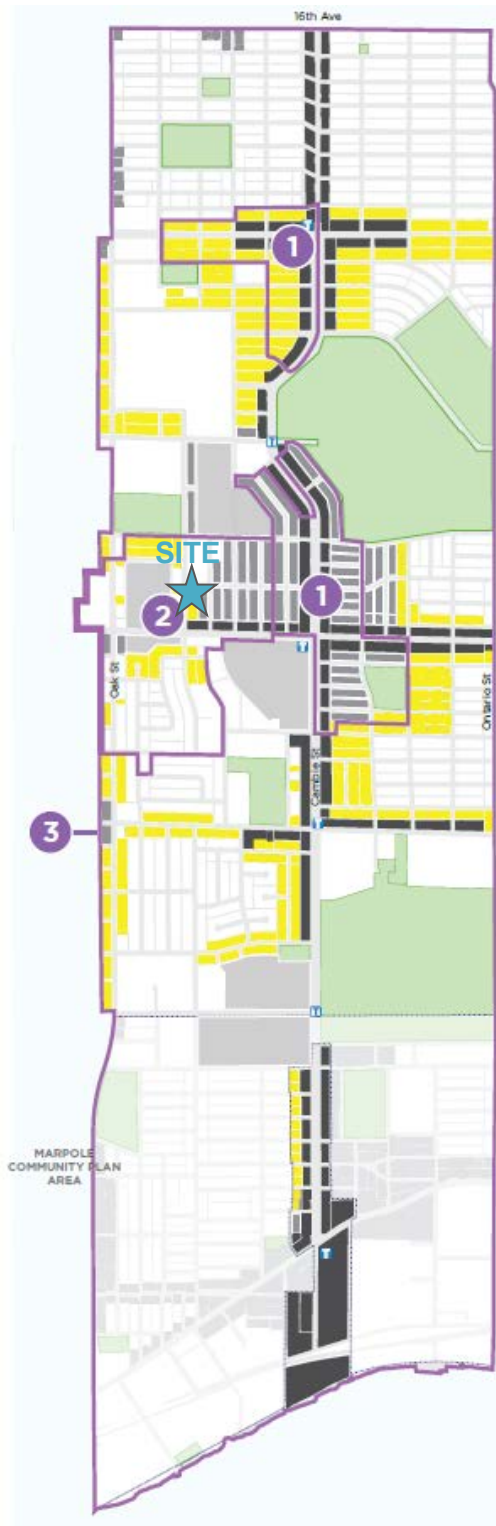 16th Ave
1
SITE
2
1
Oak St
Ontario St
Cambie St
3
MARPOLE
COMMUNITY PLAN
AREA